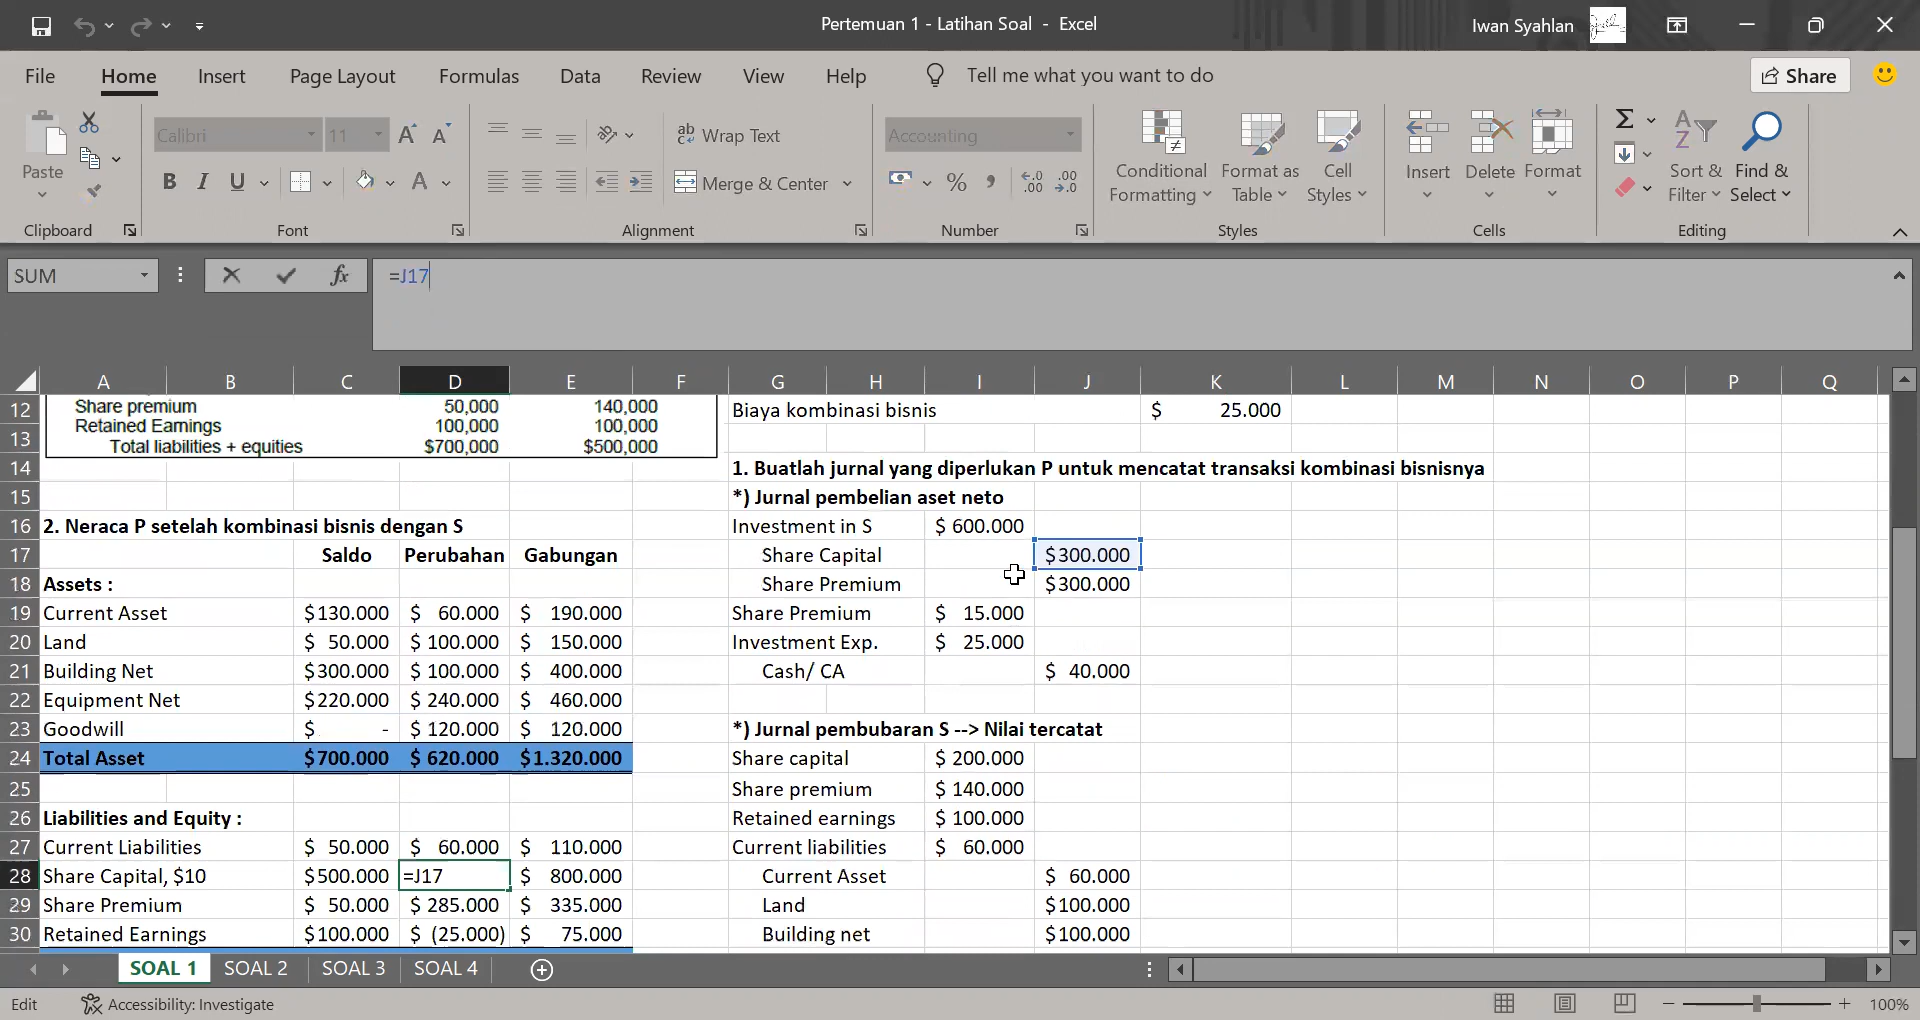 Pertemuan 1 - Latihan Soal - Excel
Iwan Syahlan
File Home Insert Page Layout Formulas Data Review View Help Tell me what you want to do Share
Paste
Clipboard
Calibri 11
B I U
Font
Wrap Text
Merge & Center
Alignment
Accounting
Number
Conditional Formatting
Format as Table
Cell Styles
Styles
Insert Delete Format
Cells
Sort & Filter
Find & Select
Editing
SUM fx =J17
A B C D E F G H I J K L M N O P Q
12 Share premium 50,000 140,000 Biaya kombinasi bisnis $ 25.000
Retained Earnings 100,000 100,000
13 Total liabilities + equities $700,000 $500,000
14 1. Buatlah jurnal yang diperlukan P untuk mencatat transaksi kombinasi bisnisnya
15 *) Jurnal pembelian aset neto
16 2. Neraca P setelah kombinasi bisnis dengan S Investment in S $ 600.000
17 Saldo Perubahan Gabungan Share Capital $300.000
18 Assets : Share Premium $300.000
19 Current Asset $130.000 $ 60.000 $ 190.000 Share Premium $ 15.000
20 Land $ 50.000 $ 100.000 $ 150.000 Investment Exp. $ 25.000
21 Building Net $300.000 $ 100.000 $ 400.000 Cash/ CA $ 40.000
22 Equipment Net $220.000 $ 240.000 $ 460.000
23 Goodwill $ - $ 120.000 $ 120.000 *) Jurnal pembubaran S --> Nilai tercatat
24 Total Asset $700.000 $ 620.000 $1.320.000 Share capital $ 200.000
25 Share premium $ 140.000
26 Liabilities and Equity : Retained earnings $ 100.000
27 Current Liabilities $ 50.000 $ 60.000 $ 110.000 Current liabilities $ 60.000
28 Share Capital, $10 $500.000 =J17 $ 800.000 Current Asset $ 60.000
29 Share Premium $ 50.000 $ 285.000 $ 335.000 Land $100.000
30 Retained Earnings $100.000 $ (25.000) $ 75.000 Building net $100.000
SOAL 1 SOAL 2 SOAL 3 SOAL 4
Edit Accessibility: Investigate 100%